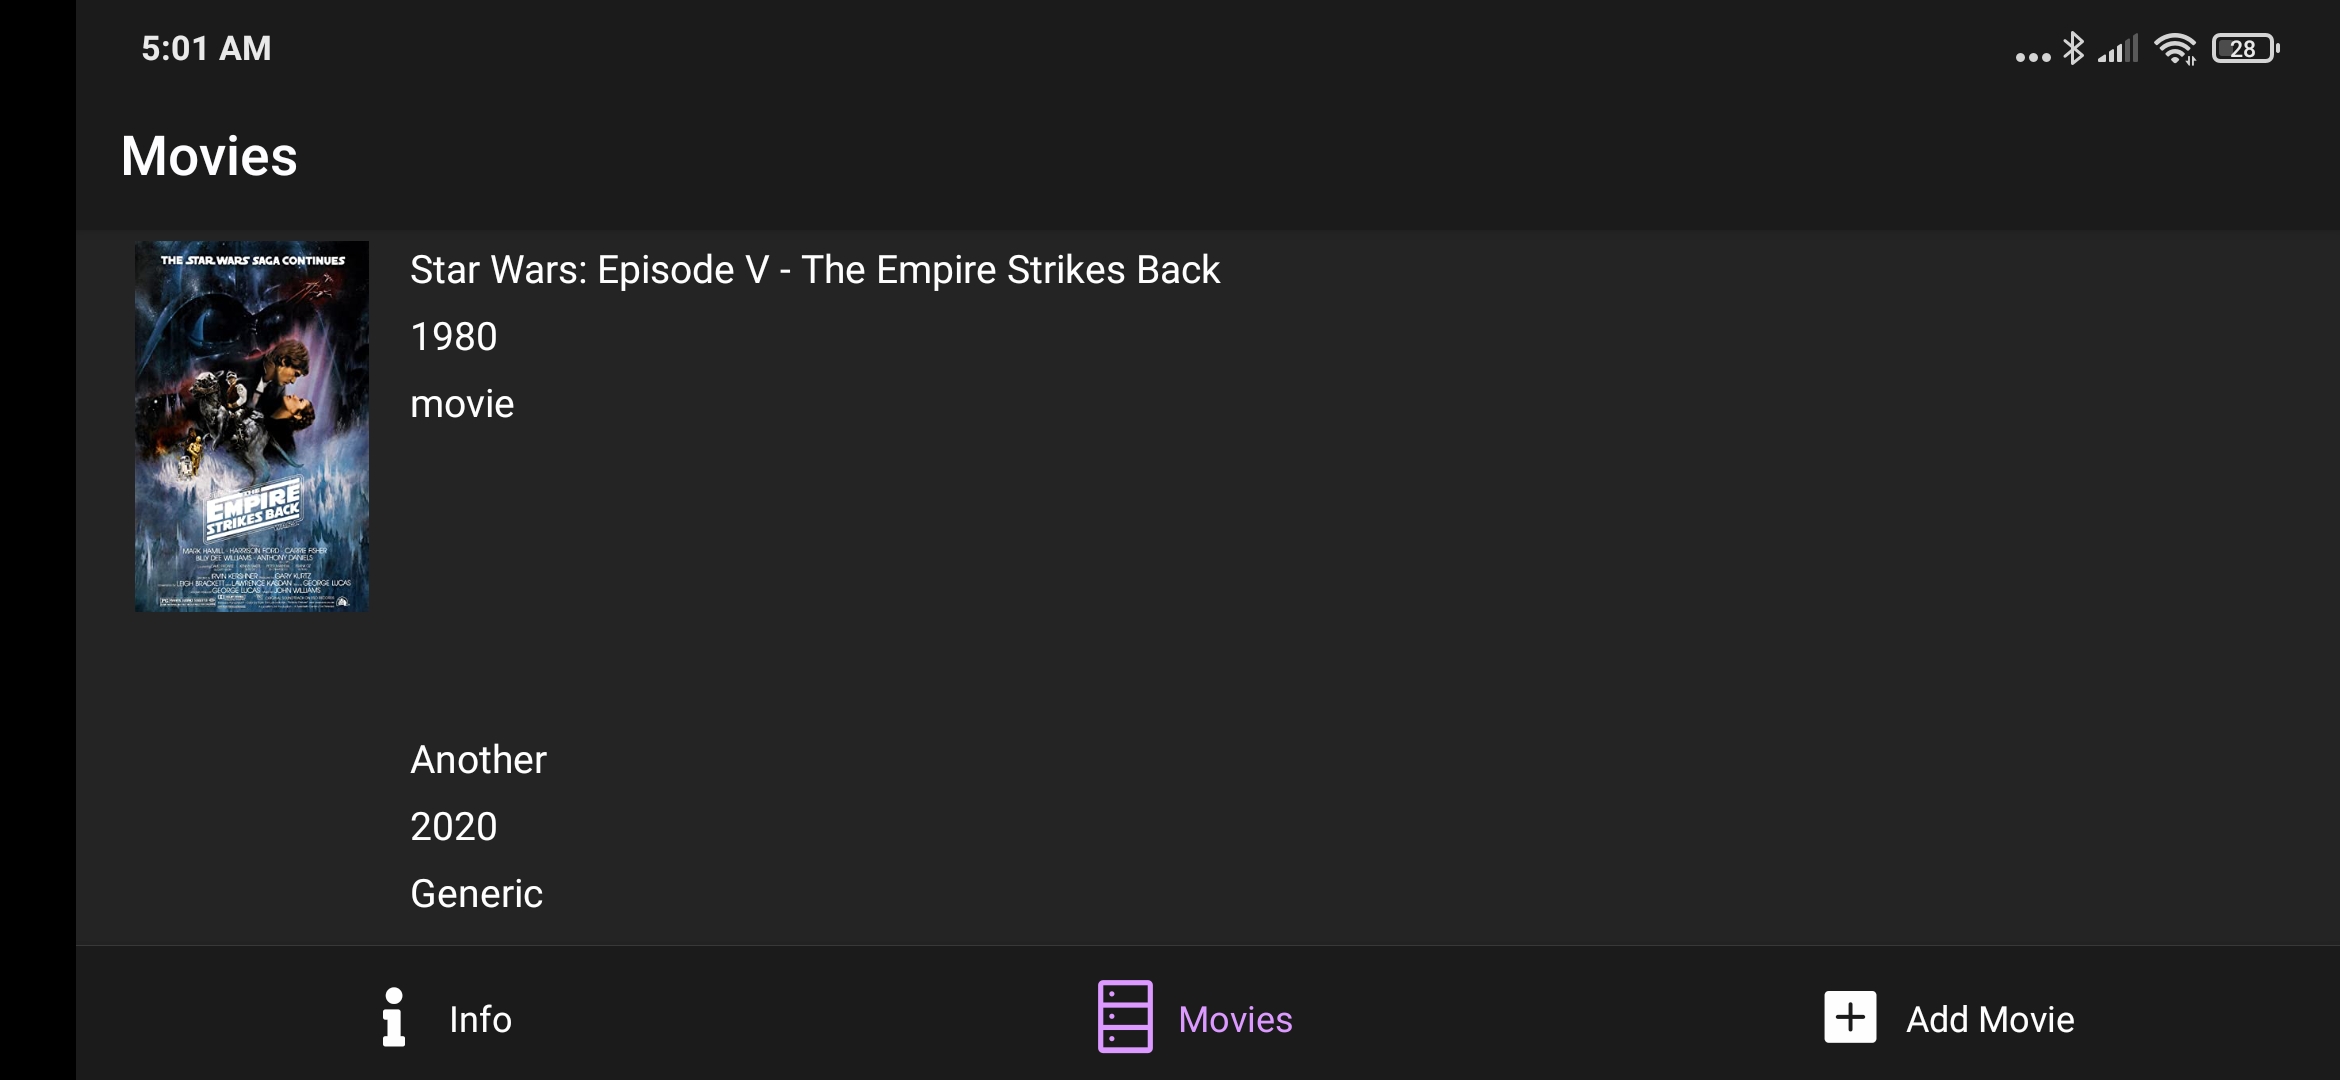 5:01 AM
28
Movies
THE STAR WARS SAGA CONTINUES
THE
EMPIRE
STRIKES BACK
MARK HAMILL · HARRISON FORD · CARRIE FISHER
BILLY DEE WILLIAMS · ANTHONY DANIELS
IRVIN KERSHNER GARY KURTZ
LEIGH BRACKETT LAWRENCE KASDAN GEORGE LUCAS
GEORGE LUCAS JOHN WILLIAMS
PG
Star Wars: Episode V - The Empire Strikes Back
1980
movie
Another
2020
Generic
Info
Movies
Add Movie